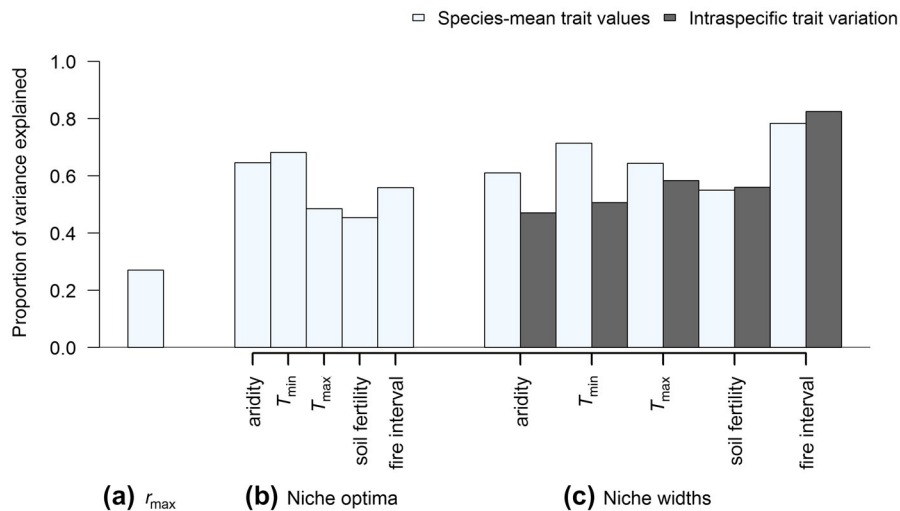 Species-mean trait values Intraspecific trait variation
Proportion of variance explained
1.0
0.8
0.6
0.4
0.2
0.0
aridity
Tmin
Tmax
soil fertility
fire interval
aridity
Tmin
Tmax
soil fertility
fire interval
(a) rmax (b) Niche optima (c) Niche widths